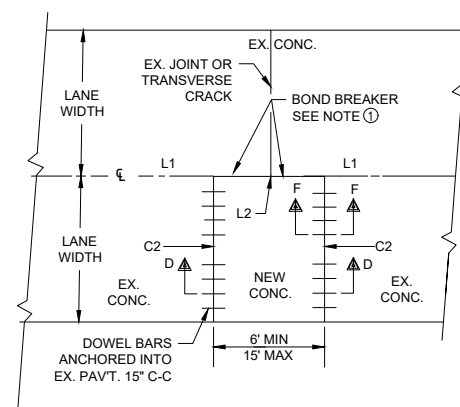 EX. CONC.
EX. JOINT OR
TRANSVERSE
CRACK
LANE
WIDTH
BOND BREAKER
SEE NOTE ①
℄
L1
L1
F
F
L2
C2
C2
LANE
WIDTH
D
D
EX.
CONC.
NEW
CONC.
EX.
CONC.
DOWEL BARS
ANCHORED INTO
EX. PAV'T. 15" C-C
6' MIN
15' MAX